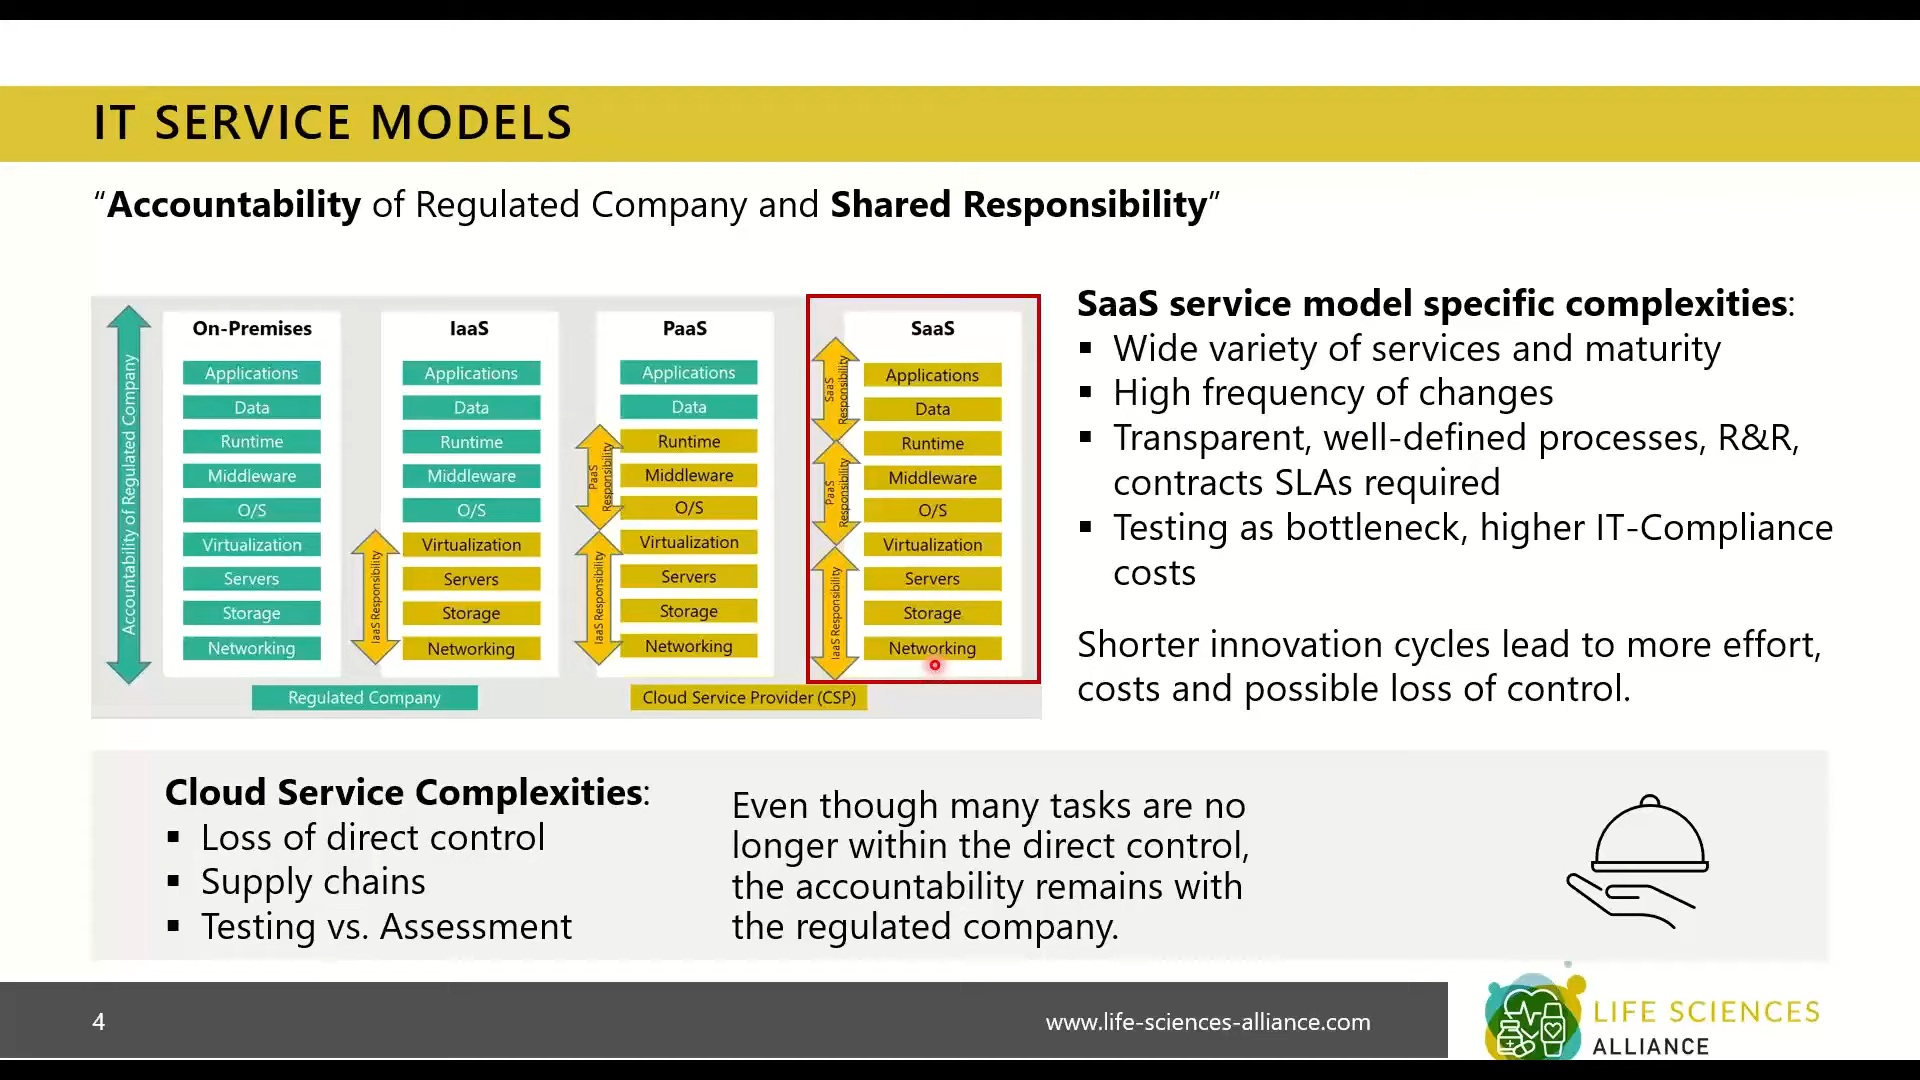 IT SERVICE MODELS
“Accountability of Regulated Company and Shared Responsibility”
Accountability of Regulated Company
On-Premises
Applications
Data
Runtime
Middleware
O/S
Virtualization
Servers
Storage
Networking
IaaS
IaaS Responsibility
Applications
Data
Runtime
Middleware
O/S
Virtualization
Servers
Storage
Networking
PaaS
PaaS
Responsibility
IaaS Responsibility
Applications
Data
Runtime
Middleware
O/S
Virtualization
Servers
Storage
Networking
SaaS
SaaS
Responsibility
PaaS
Responsibility
IaaS Responsibility
Applications
Data
Runtime
Middleware
O/S
Virtualization
Servers
Storage
Networking
Regulated Company
Cloud Service Provider (CSP)
SaaS service model specific complexities:
▪ Wide variety of services and maturity
▪ High frequency of changes
▪ Transparent, well-defined processes, R&R,
contracts SLAs required
▪ Testing as bottleneck, higher IT-Compliance
costs
Shorter innovation cycles lead to more effort,
costs and possible loss of control.
Cloud Service Complexities:
▪ Loss of direct control
▪ Supply chains
▪ Testing vs. Assessment
Even though many tasks are no
longer within the direct control,
the accountability remains with
the regulated company.
4
www.life-sciences-alliance.com
LIFE SCIENCES
ALLIANCE